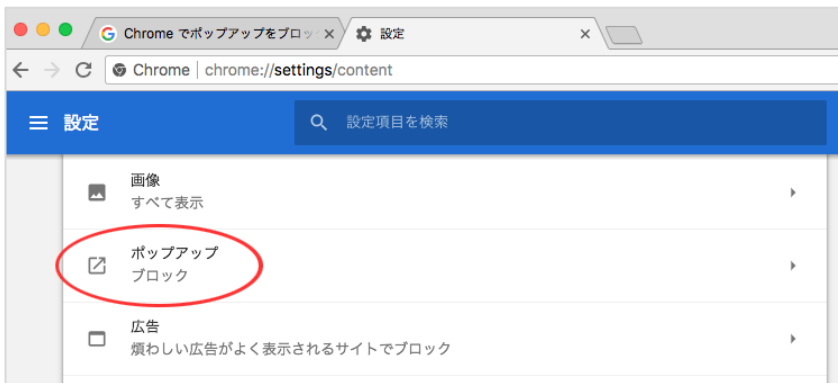 Chrome でポップアップをブロッ
設定
Chrome | chrome://settings/content
設定
設定項目を検索
画像
すべて表示
ポップアップ
ブロック
広告
煩わしい広告がよく表示されるサイトでブロック